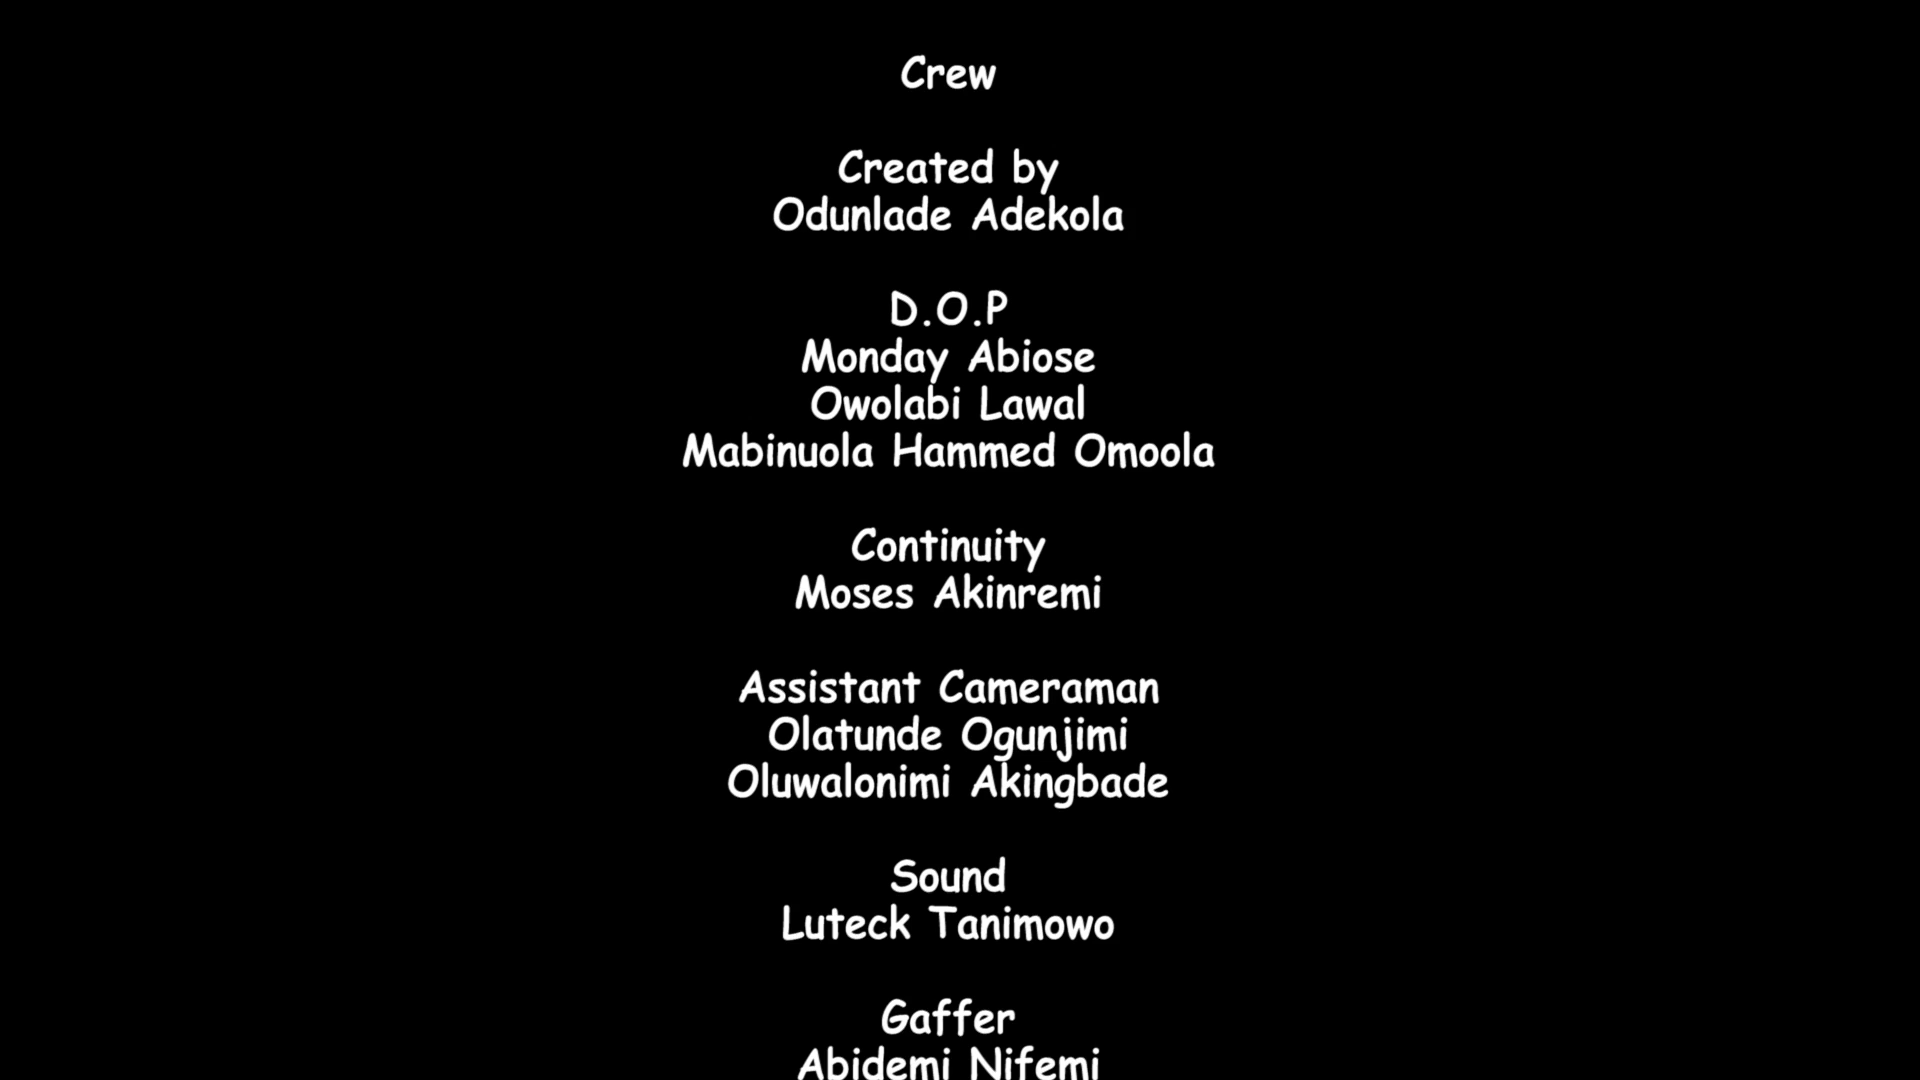 Crew
Created by
Odunlade Adekola
D.O.P
Monday Abiose
Owolabi Lawal
Mabinuola Hammed Omoola
Continuity
Moses Akinremi
Assistant Cameraman
Olatunde Ogunjimi
Oluwalonimi Akingbade
Sound
Luteck Tanimowo
Gaffer
Abidemi Nifemi